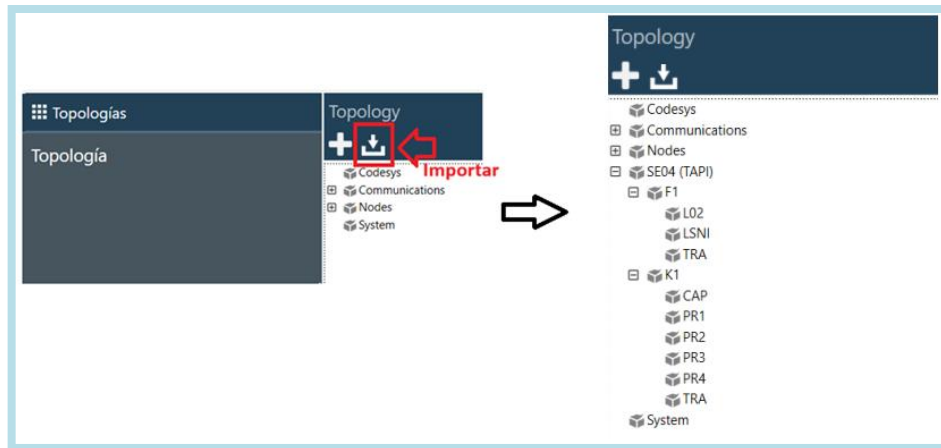 Topologías
Topología
Topology
Importar
Codesys
Communications
Nodes
System
Topology
Codesys
Communications
Nodes
SE04 (TAPI)
F1
L02
LSNI
TRA
K1
CAP
PR1
PR2
PR3
PR4
TRA
System